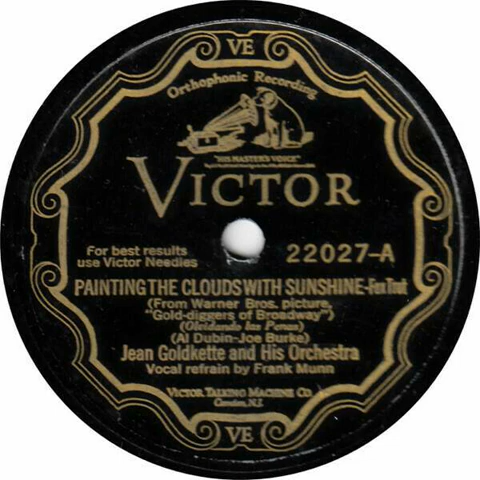 VE
Orthophonic Recording
"HIS MASTER'S VOICE"
VICTOR
For best results
use Victor Needles
22027-A
PAINTING THE CLOUDS WITH SUNSHINE-Fox Trot
(From Warner Bros. picture,
"Gold-diggers of Broadway")
(Olvidando las Penas)
(Al Dubin-Joe Burke)
Jean Goldkette and His Orchestra
Vocal refrain by Frank Munn
VICTOR TALKING MACHINE CO.
Camden, N.J.
VE